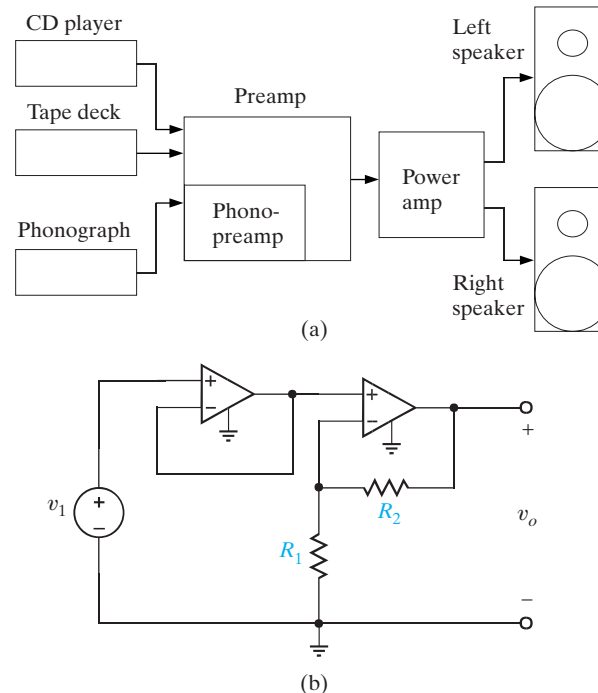 CD player
Left
speaker
Tape deck
Preamp
Power
amp
Phonograph
Phono-
preamp
Right
speaker
(a)
+
−
+
−
+
v1
+
−
R2
vo
R1
−
(b)